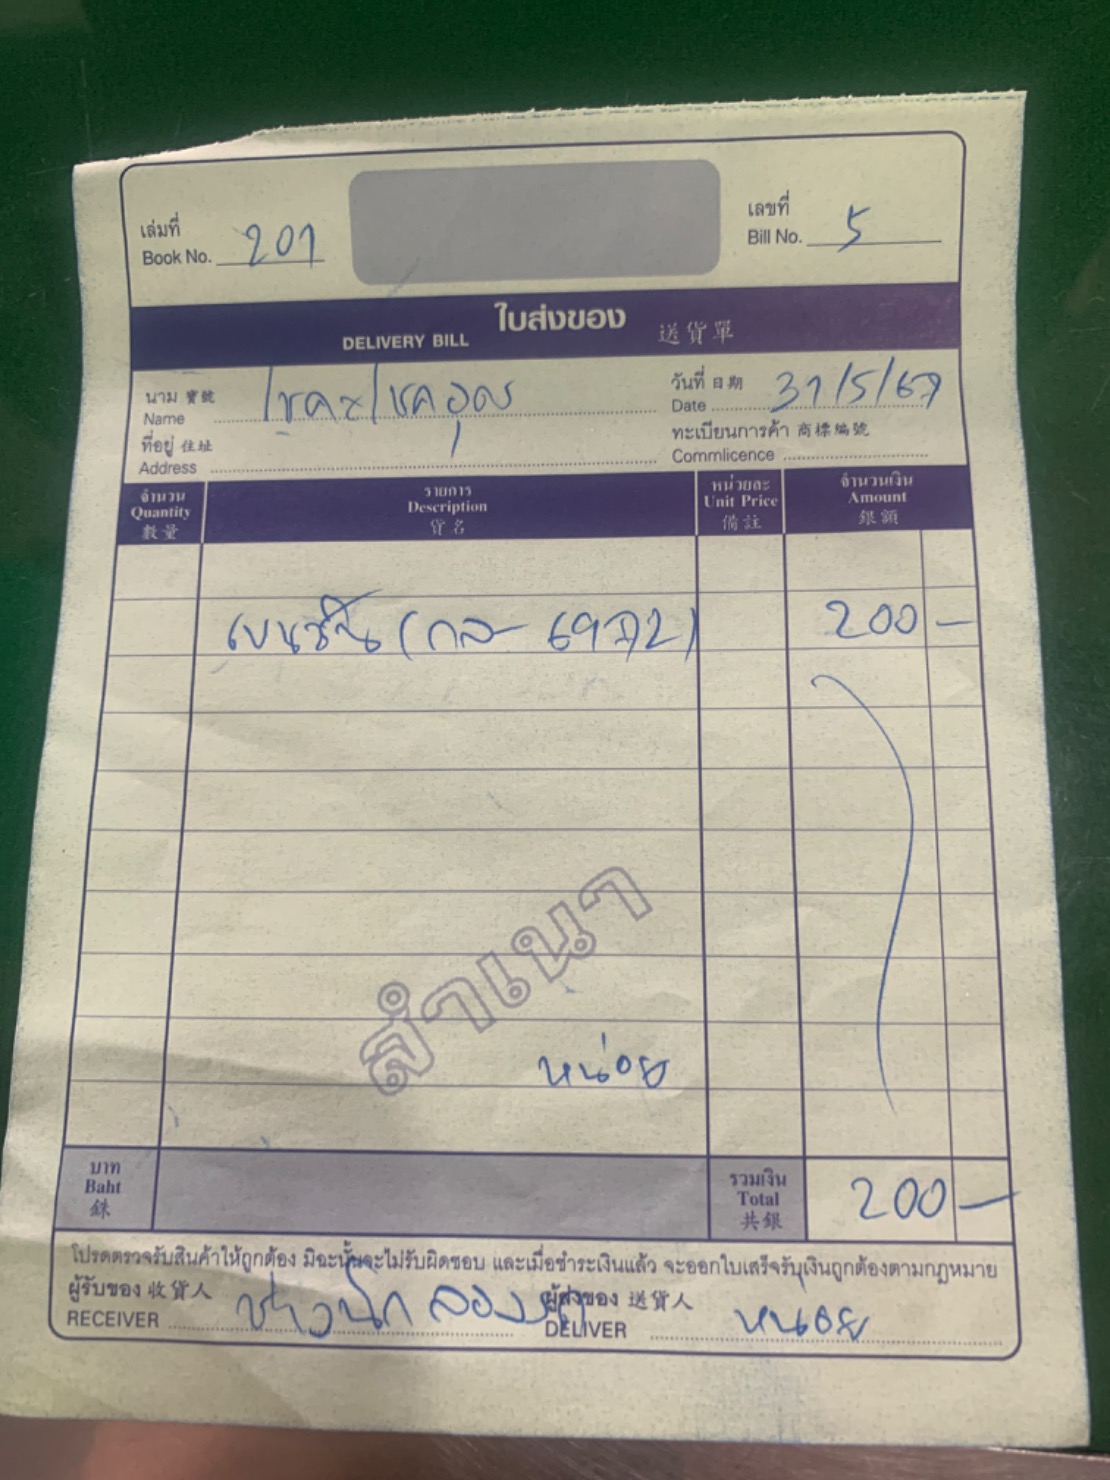 เล่มที่
Book No. 201
เลขที่
Bill No. 5
ใบส่งของ
DELIVERY BILL 送貨單
นาม 寶號
Name
วันที่ 日期
Date 31/5/67
ที่อยู่ 住址
Address
ทะเบียนการค้า 商標編號
Commlicence
จำนวน
Quantity
數量
รายการ
Description
貨名
หน่วยละ
Unit Price
備註
จำนวนเงิน
Amount
銀額
เบนซิน ( 6972) 200 -
สำเนา
หน่อย
บาท
Baht
銖
รวมเงิน
Total
共銀
200 -
โปรดตรวจรับสินค้าให้ถูกต้อง มิฉะนั้นจะไม่รับผิดชอบ และเมื่อชำระเงินแล้ว จะออกใบเสร็จรับเงินถูกต้องตามกฎหมาย
ผู้รับของ 收貨人
RECEIVER
ผู้ส่งของ 送貨人
DELIVER หน่อย